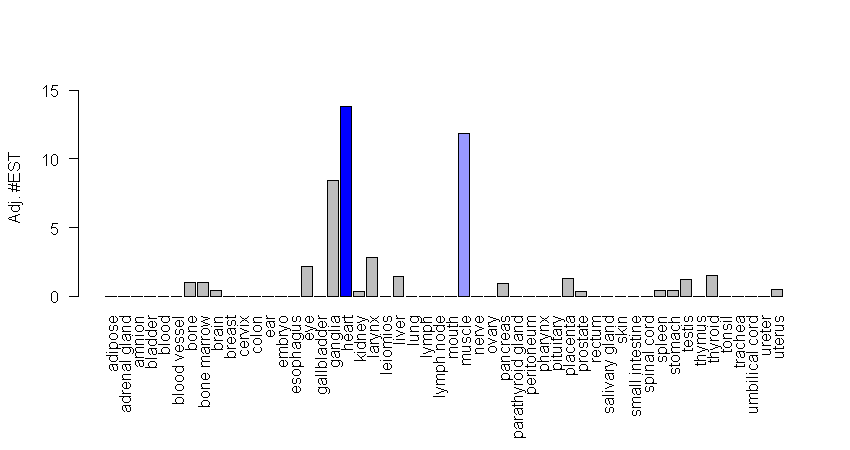 15
10
5
0
Adj. #EST
adipose
adrenal gland
amnion
bladder
blood
blood vessel
bone
bone marrow
brain
breast
cervix
colon
ear
embryo
esophagus
eye
gallbladder
ganglia
heart
kidney
larynx
leiomios
liver
lung
lymph
lymph node
mouth
muscle
nerve
ovary
pancreas
parathyroid gland
peritoneum
pharynx
pituitary
placenta
prostate
rectum
salivary gland
skin
small intestine
spinal cord
spleen
stomach
testis
thymus
thyroid
tonsil
trachea
umbilical cord
ureter
uterus